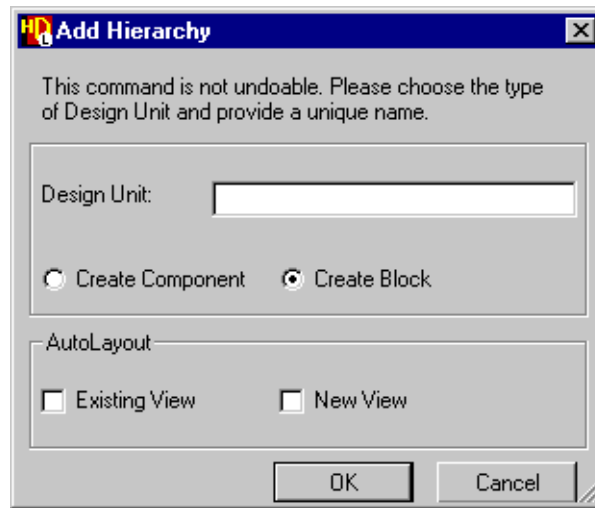 HDL Add Hierarchy
This command is not undoable. Please choose the type
of Design Unit and provide a unique name.
Design Unit:
Create Component Create Block
AutoLayout
Existing View New View
OK Cancel